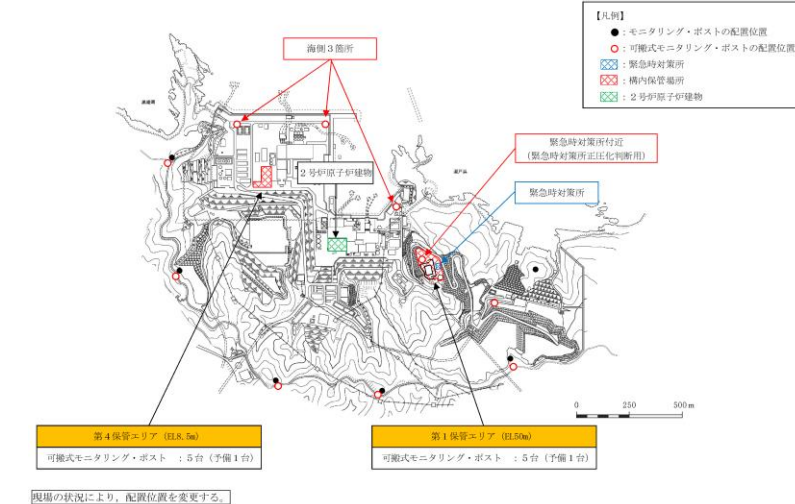 【凡例】
●：モニタリング・ポストの配置位置
○：可搬式モニタリング・ポストの配置位置
：緊急時対策所
：構内保管場所
：２号炉原子炉建物
海側３箇所
緊急時対策所付近
（緊急時対策所正圧化判断用）
２号炉原子炉建物
緊急時対策所
0 250 500m
第４保管エリア（EL8.5m）
可搬式モニタリング・ポスト ：５台（予備１台）
第１保管エリア（EL50m）
可搬式モニタリング・ポスト ：５台（予備１台）
現場の状況により，配置位置を変更する。